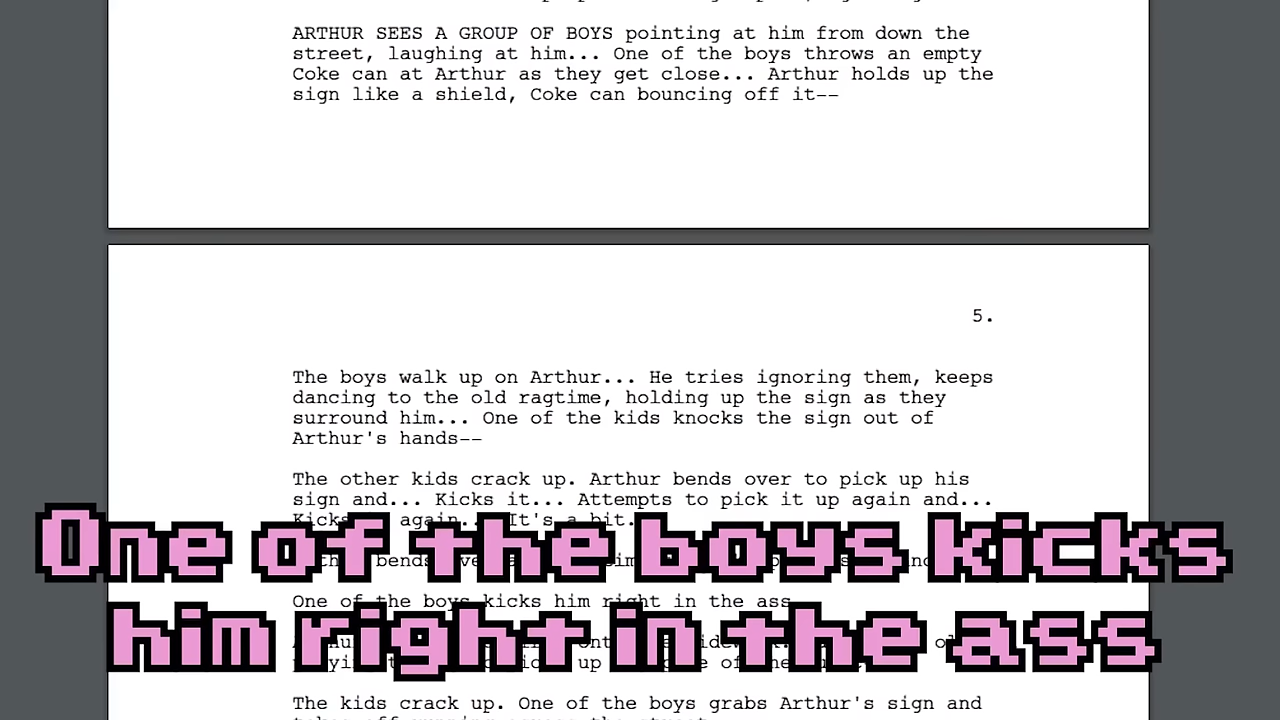 ARTHUR SEES A GROUP OF BOYS pointing at him from down the
street, laughing at him... One of the boys throws an empty
Coke can at Arthur as they get close... Arthur holds up the
sign like a shield, Coke can bouncing off it--
5.
The boys walk up on Arthur... He tries ignoring them, keeps
dancing to the old ragtime, holding up the sign as they
surround him... One of the kids knocks the sign out of
Arthur's hands--
The other kids crack up. Arthur bends over to pick up his
sign and... Kicks it... Attempts to pick it up again and...
Kicks again... It's a bit.
One of the boys kicks
bends
One of the boys kicks him right in the ass
him right in the ass
up
The kids crack up. One of the boys grabs Arthur's sign and